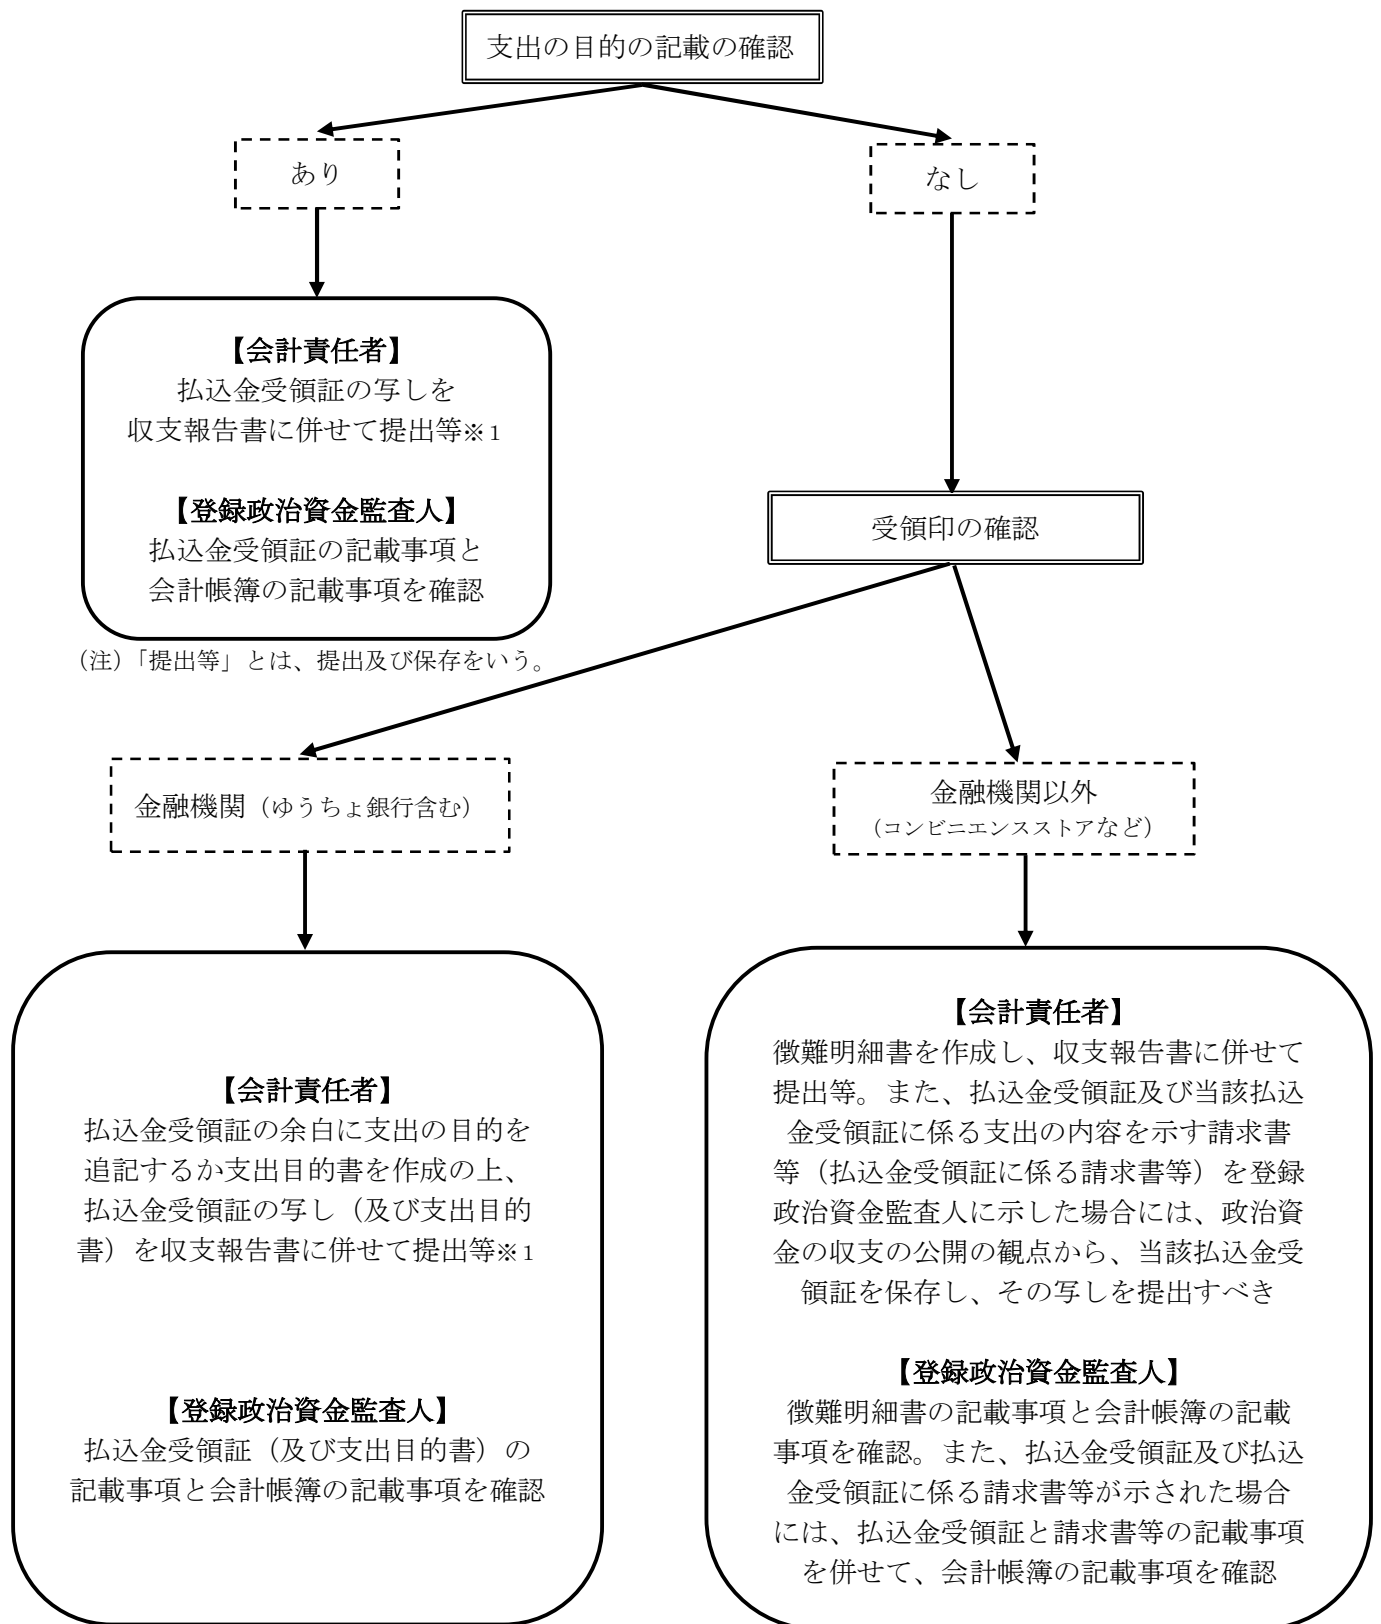 支出の目的の記載の確認
あり
なし
【会計責任者】
払込金受領証の写しを
収支報告書に併せて提出等※1
【登録政治資金監査人】
払込金受領証の記載事項と
会計帳簿の記載事項を確認
（注）「提出等」とは、提出及び保存をいう。
受領印の確認
金融機関（ゆうちょ銀行含む）
金融機関以外
（コンビニエンスストアなど）
【会計責任者】
払込金受領証の余白に支出の目的を
追記するか支出目的書を作成の上、
払込金受領証の写し（及び支出目的
書）を収支報告書に併せて提出等※1
【登録政治資金監査人】
払込金受領証（及び支出目的書）の
記載事項と会計帳簿の記載事項を確認
【会計責任者】
徴難明細書を作成し、収支報告書に併せて
提出等。また、払込金受領証及び当該払込
金受領証に係る支出の内容を示す請求書
等（払込金受領証に係る請求書等）を登録
政治資金監査人に示した場合には、政治資
金の収支の公開の観点から、当該払込金受
領証を保存し、その写しを提出すべき
【登録政治資金監査人】
徴難明細書の記載事項と会計帳簿の記載
事項を確認。また、払込金受領証及び払込
金受領証に係る請求書等が示された場合
には、払込金受領証と請求書等の記載事項
を併せて、会計帳簿の記載事項を確認